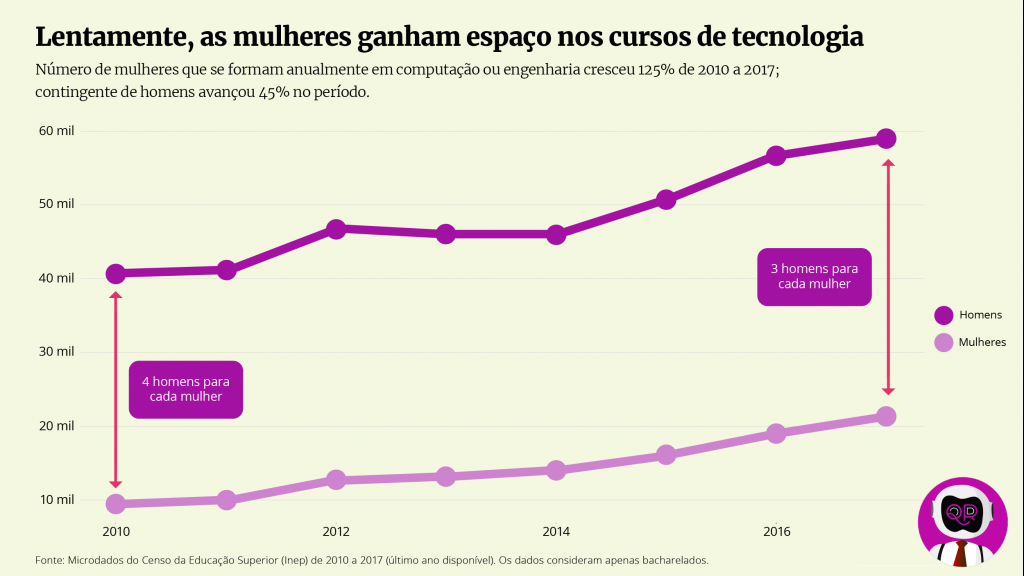 Lentamente, as mulheres ganham espaço nos cursos de tecnologia
Número de mulheres que se formam anualmente em computação ou engenharia cresceu 125% de 2010 a 2017;
contingente de homens avançou 45% no período.
60 mil
50 mil
40 mil
30 mil
20 mil
10 mil
3 homens para
cada mulher
4 homens para
cada mulher
Homens
Mulheres
2010
2012
2014
2016
QR
Fonte: Microdados do Censo da Educação Superior (Inep) de 2010 a 2017 (último ano disponível). Os dados consideram apenas bacharelados.